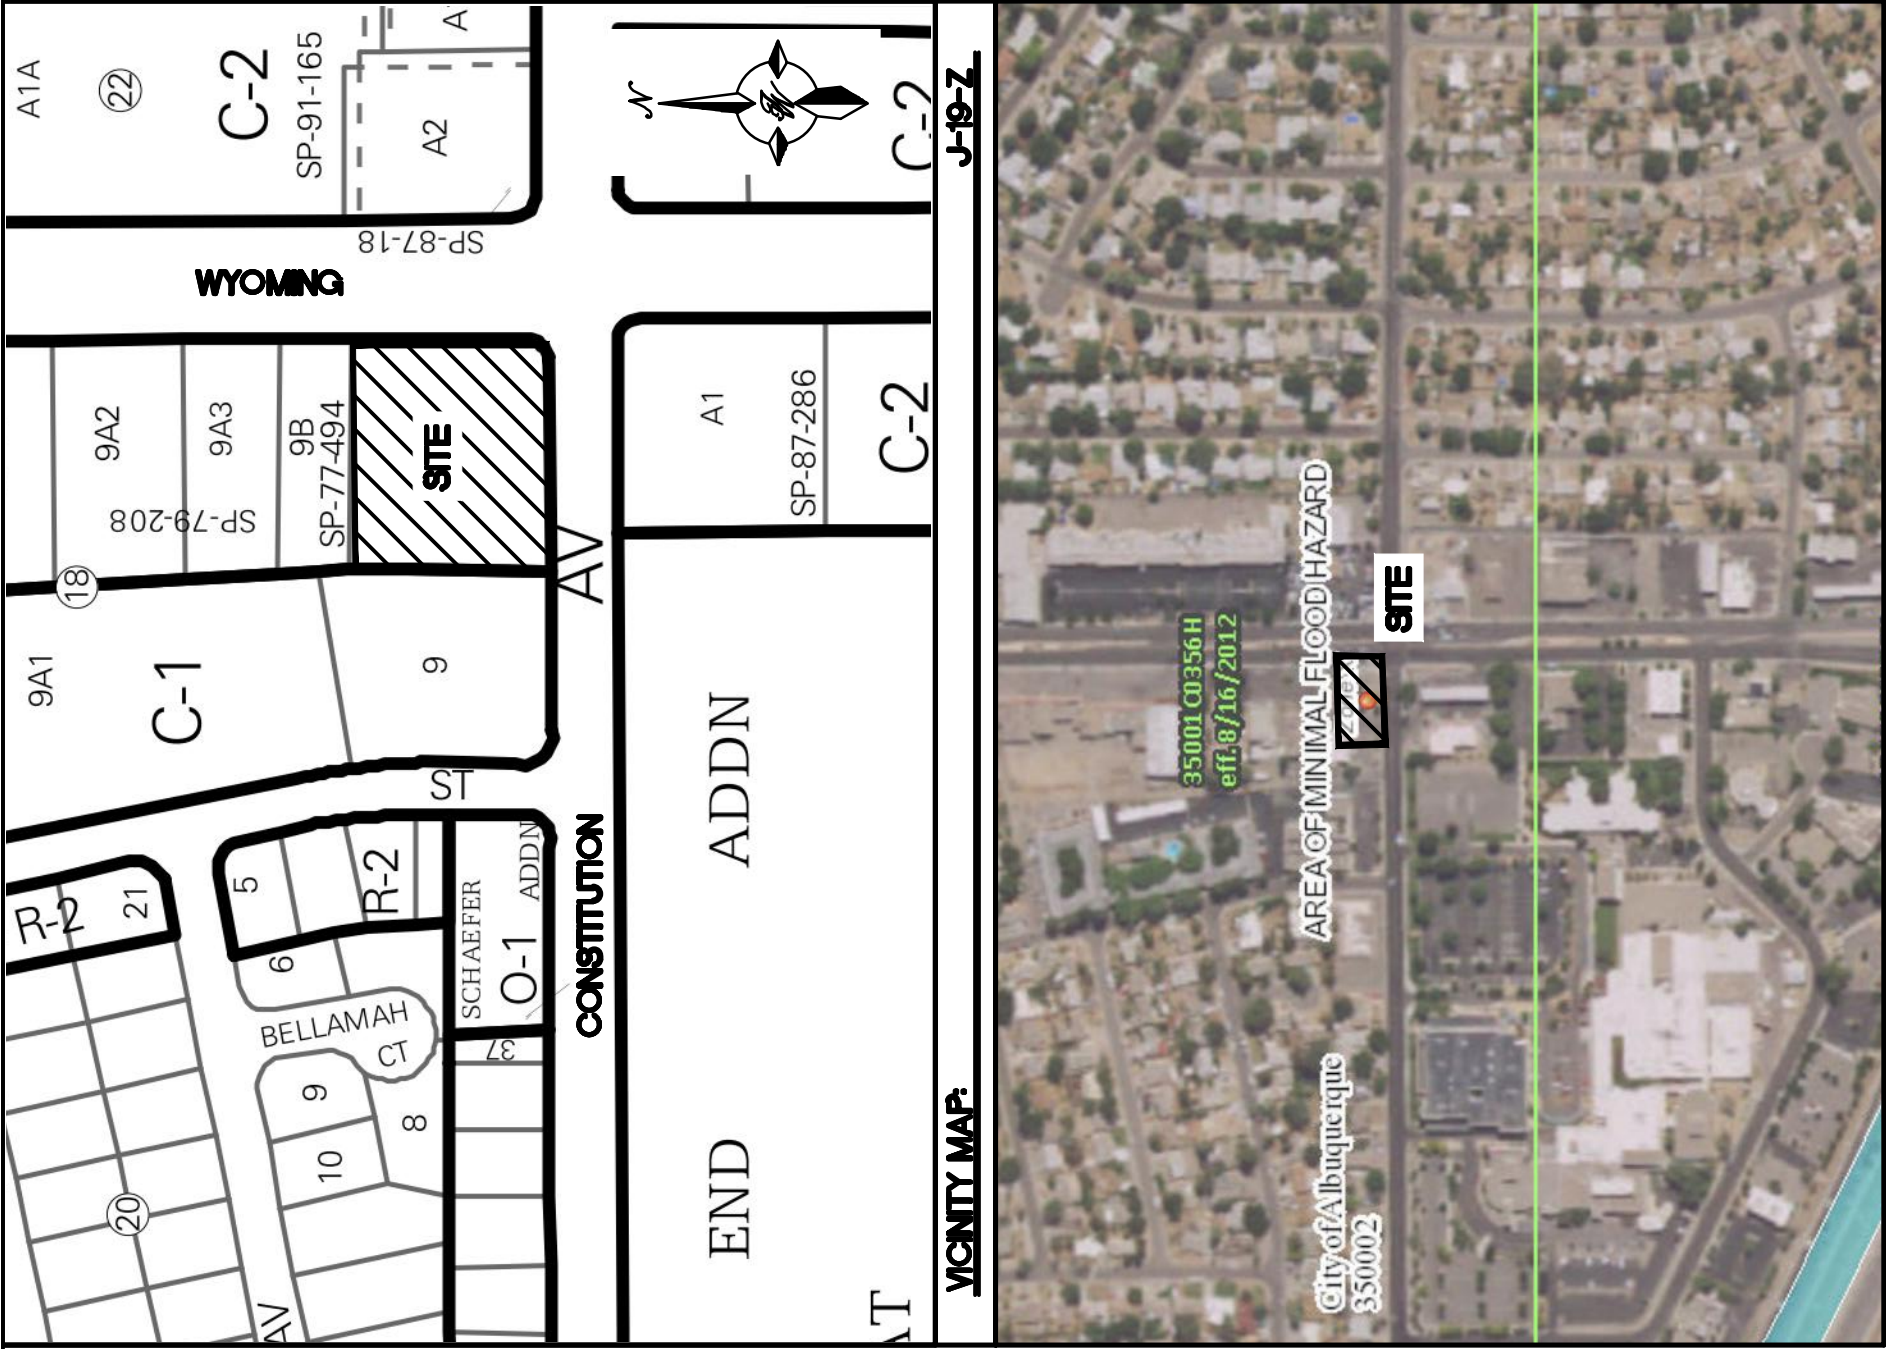 R-2
9A1
A1A
20
21
18
9A2
22
C-1
SP-79-208
9A3
5
C-2
AV
6
WYOMING
9B
SP-91-165
10
9
SP-77-494
BELLAMAH
CT
R-2
8
SP-87-18
9
SITE
A2
ST
SCHAEFER
ADDN
37
O-1
AV
CONSTITUTION
N
END ADDN
A1
SP-87-286
C-2
C-2
VICINITY MAP:
J-19-Z
35001C0356H
eff.8/16/2012
AREA OF MINIMAL FLOOD HAZARD
City of Albuquerque
350002
SITE